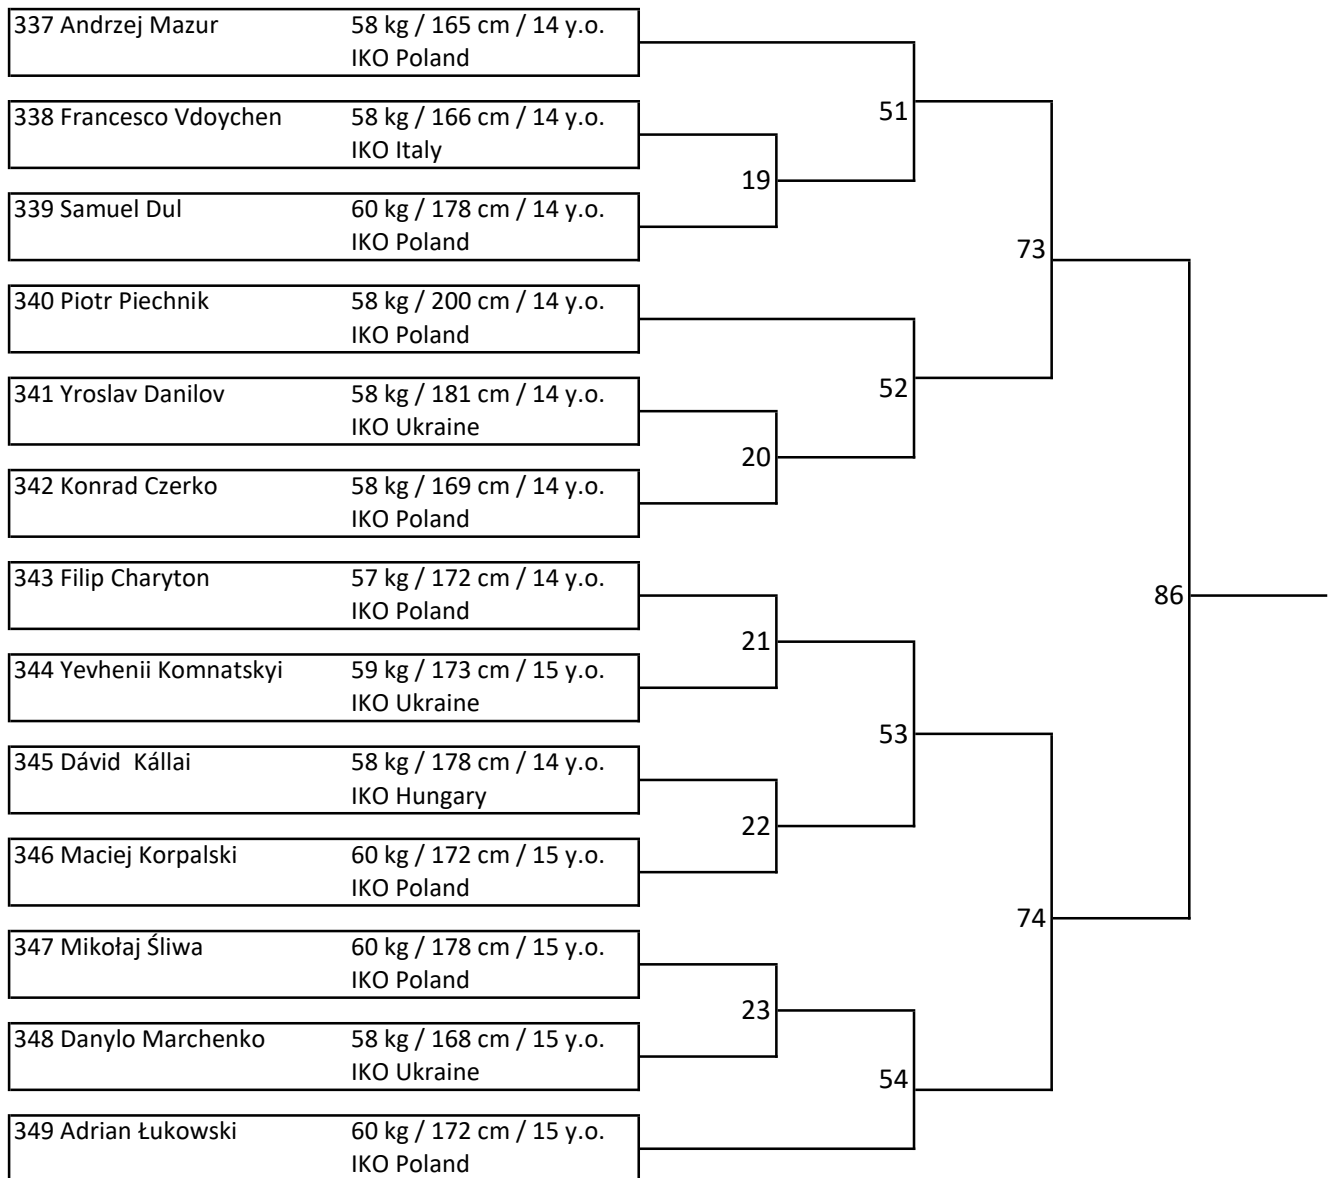 337 Andrzej Mazur 58 kg / 165 cm / 14 y.o.
IKO Poland
338 Francesco Vdoychen 58 kg / 166 cm / 14 y.o.
IKO Italy
339 Samuel Dul 60 kg / 178 cm / 14 y.o.
IKO Poland
340 Piotr Piechnik 58 kg / 200 cm / 14 y.o.
IKO Poland
341 Yroslav Danilov 58 kg / 181 cm / 14 y.o.
IKO Ukraine
342 Konrad Czerko 58 kg / 169 cm / 14 y.o.
IKO Poland
343 Filip Charyton 57 kg / 172 cm / 14 y.o.
IKO Poland
344 Yevhenii Komnatskyi 59 kg / 173 cm / 15 y.o.
IKO Ukraine
345 Dávid  Kállai 58 kg / 178 cm / 14 y.o.
IKO Hungary
346 Maciej Korpalski 60 kg / 172 cm / 15 y.o.
IKO Poland
347 Mikołaj Śliwa 60 kg / 178 cm / 15 y.o.
IKO Poland
348 Danylo Marchenko 58 kg / 168 cm / 15 y.o.
IKO Ukraine
349 Adrian Łukowski 60 kg / 172 cm / 15 y.o.
IKO Poland
19
20
21
22
23
51
52
53
54
73
74
86